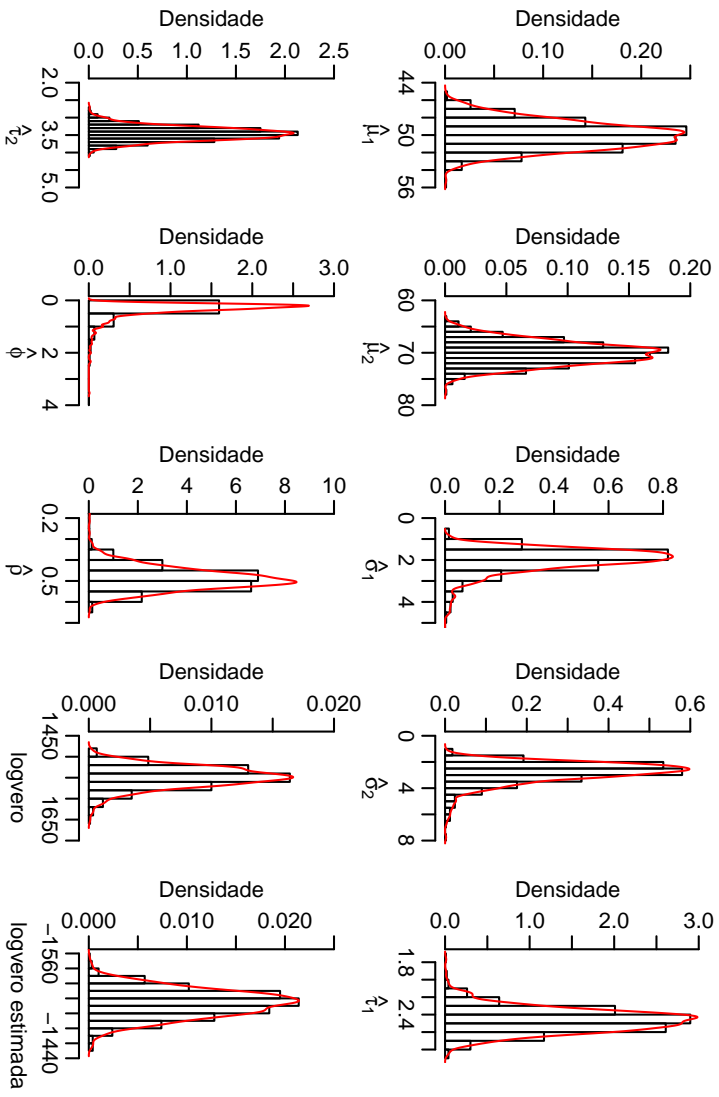 Densidade
0.00 0.10 0.20
44 50 56
μ̂1
Densidade
0.00 0.05 0.10 0.15 0.20
60 70 80
μ̂2
Densidade
0.0 0.2 0.4 0.6 0.8
0 2 4
σ̂1
Densidade
0.0 0.2 0.4 0.6
0 4 8
σ̂2
Densidade
0.0 1.0 2.0 3.0
1.8 2.4
τ̂1
Densidade
0.0 0.5 1.0 1.5 2.0 2.5
2.0 3.5 5.0
τ̂2
Densidade
0.0 1.0 2.0 3.0
0 2 4
ϕ̂
Densidade
0 2 4 6 8 10
0.2 0.5
ρ̂
Densidade
0.000 0.010 0.020
1450 1650
logvero
Densidade
0.000 0.010 0.020
−1560 −1440
logvero estimada